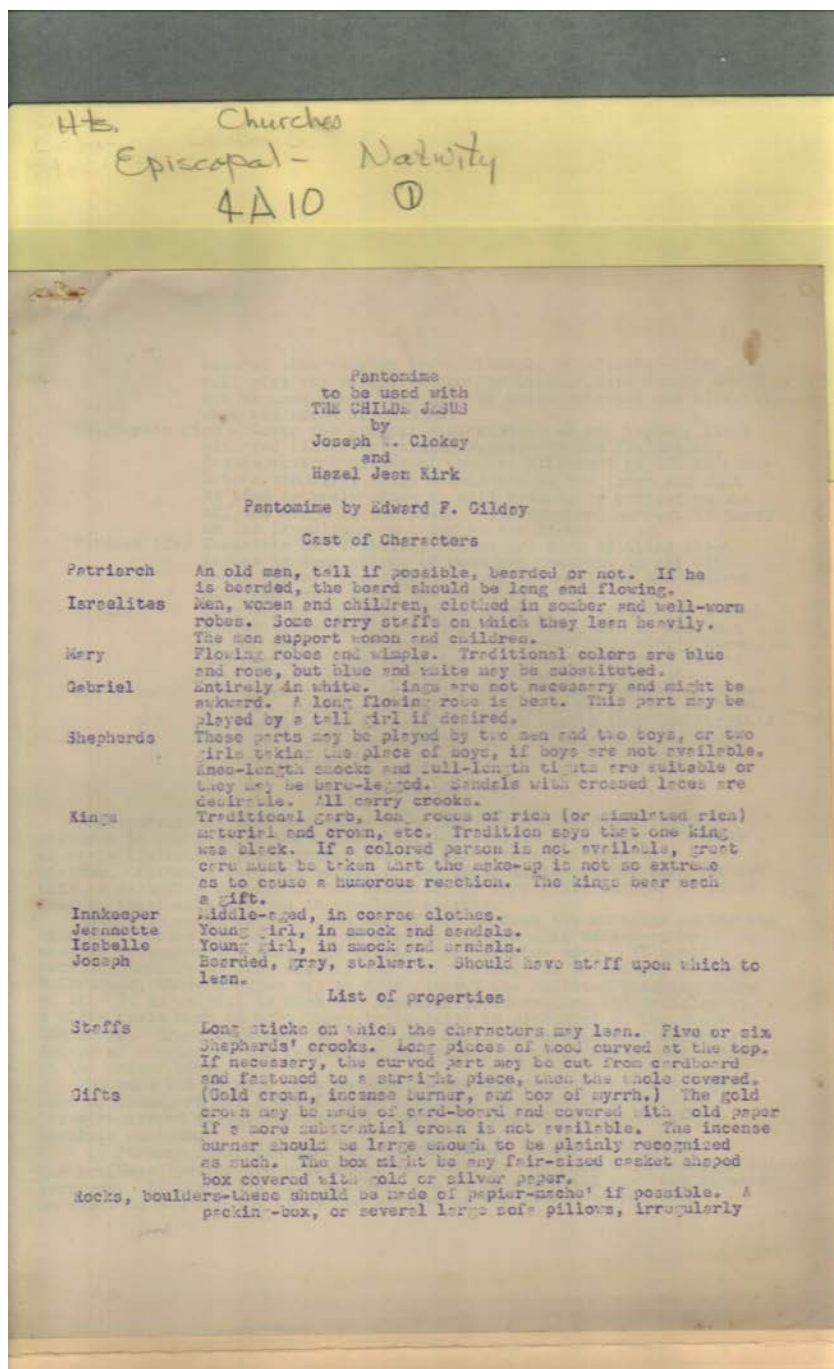 Hts. Churches
Episcopal - Nativity
4A10 ①
Pantomime
to be used with
THE CHILDE JESUS
by
Joseph W. Clokey
and
Hazel Jean Kirk
Pantomime by Edward F. Gildey
Cast of Characters
Patriarch An old man, tall if possible, bearded or not. If he
is bearded, the beard should be long and flowing.
Israelites Men, women and children, clothed in somber and well-worn
robes. Some carry staffs on which they lean heavily.
The men support women and children.
Mary Flowing robes and wimple. Traditional colors are blue
and rose, but blue and white may be substituted.
Gabriel Entirely in white. Wings are not necessary and might be
awkward. A long flowing robe is best. This part may be
played by a tall girl if desired.
Shepherds These parts may be played by two men and two boys, or two
girls taking the place of boys, if boys are not available.
Knee-length smocks and full-length tights are suitable or
they may be bare-legged. Sandals with crossed laces are
desirable. All carry crooks.
Kings Traditional garb, long robes of rich (or simulated rich)
material and crown, etc. Tradition says that one king
was black. If a colored person is not available, great
care must be taken that the make-up is not so extreme
as to cause a humorous reaction. The kings bear each
a gift.
Innkeeper Middle-aged, in coarse clothes.
Jeannette Young girl, in smock and sandals.
Isabelle Young girl, in smock and sandals.
Joseph Bearded, gray, stalwart. Should have staff upon which to
lean.
List of properties
Staffs Long sticks on which the characters may lean. Five or six
Shepherds' crooks. Long pieces of wood curved at the top.
If necessary, the curved part may be cut from cardboard
and fastened to a straight piece, then the whole covered.
Gifts (Gold crown, incense burner, and box of myrrh.) The gold
crown may be made of card-board and covered with gold paper
if a more substantial crown is not available. The incense
burner should be large enough to be plainly recognized
as such. The box might be any fair-sized casket shaped
box covered with gold or silver paper.
Rocks, boulders-these should be made of papier-mache' if possible. A
packing-box, or several large sofa pillows, irregularly